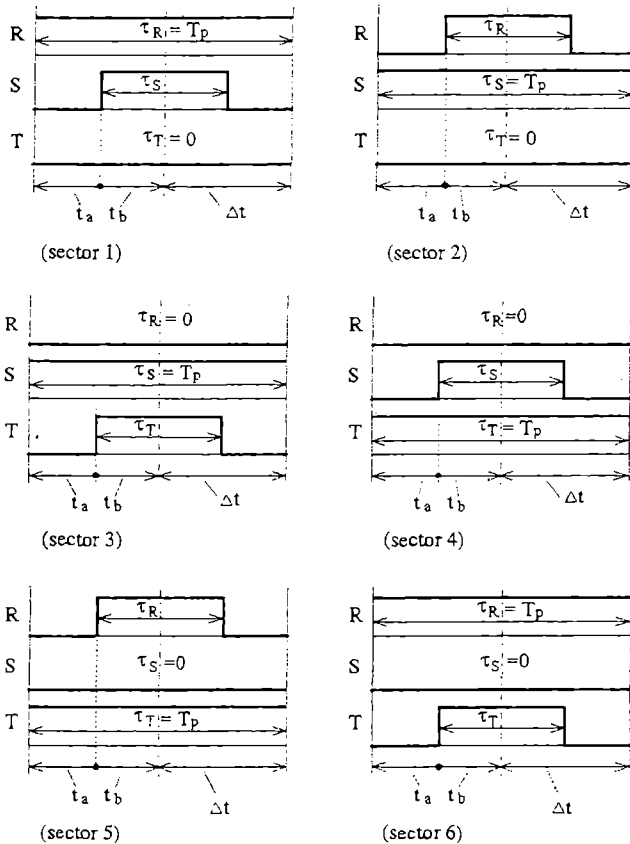 R τR = Tp
S τS
T τT = 0
ta tb Δt
(sector 1)
R τR
S τS = Tp
T τT = 0
ta tb Δt
(sector 2)
R τR = 0
S τS = Tp
T τT
ta tb Δt
(sector 3)
R τR =0
S τS
T τT = Tp
ta tb Δt
(sector 4)
R τR
S τS =0
T τT = Tp
ta tb Δt
(sector 5)
R τR = Tp
S τS =0
T τT
ta tb Δt
(sector 6)